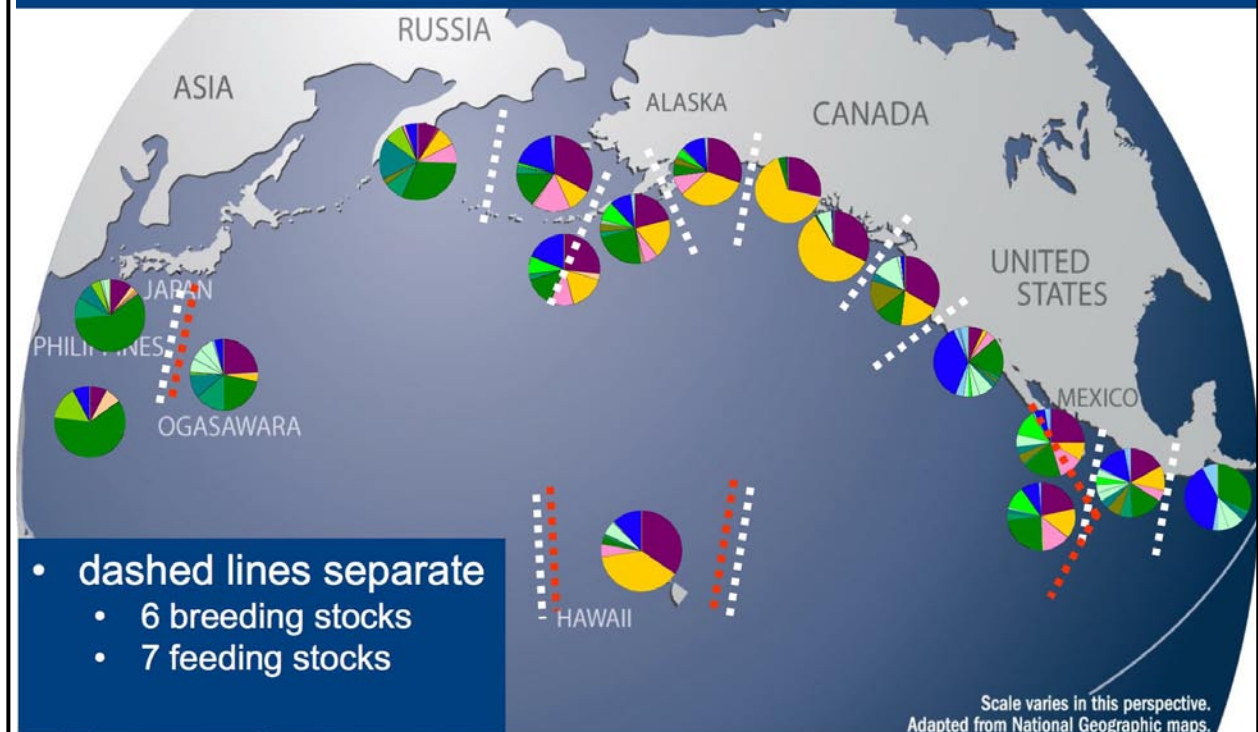 RUSSIA
ASIA
ALASKA
CANADA
UNITED
STATES
JAPAN
PHILIPPINES
OGASAWARA
MEXICO
HAWAII
• dashed lines separate
• 6 breeding stocks
• 7 feeding stocks
Scale varies in this perspective.
Adapted from National Geographic maps.